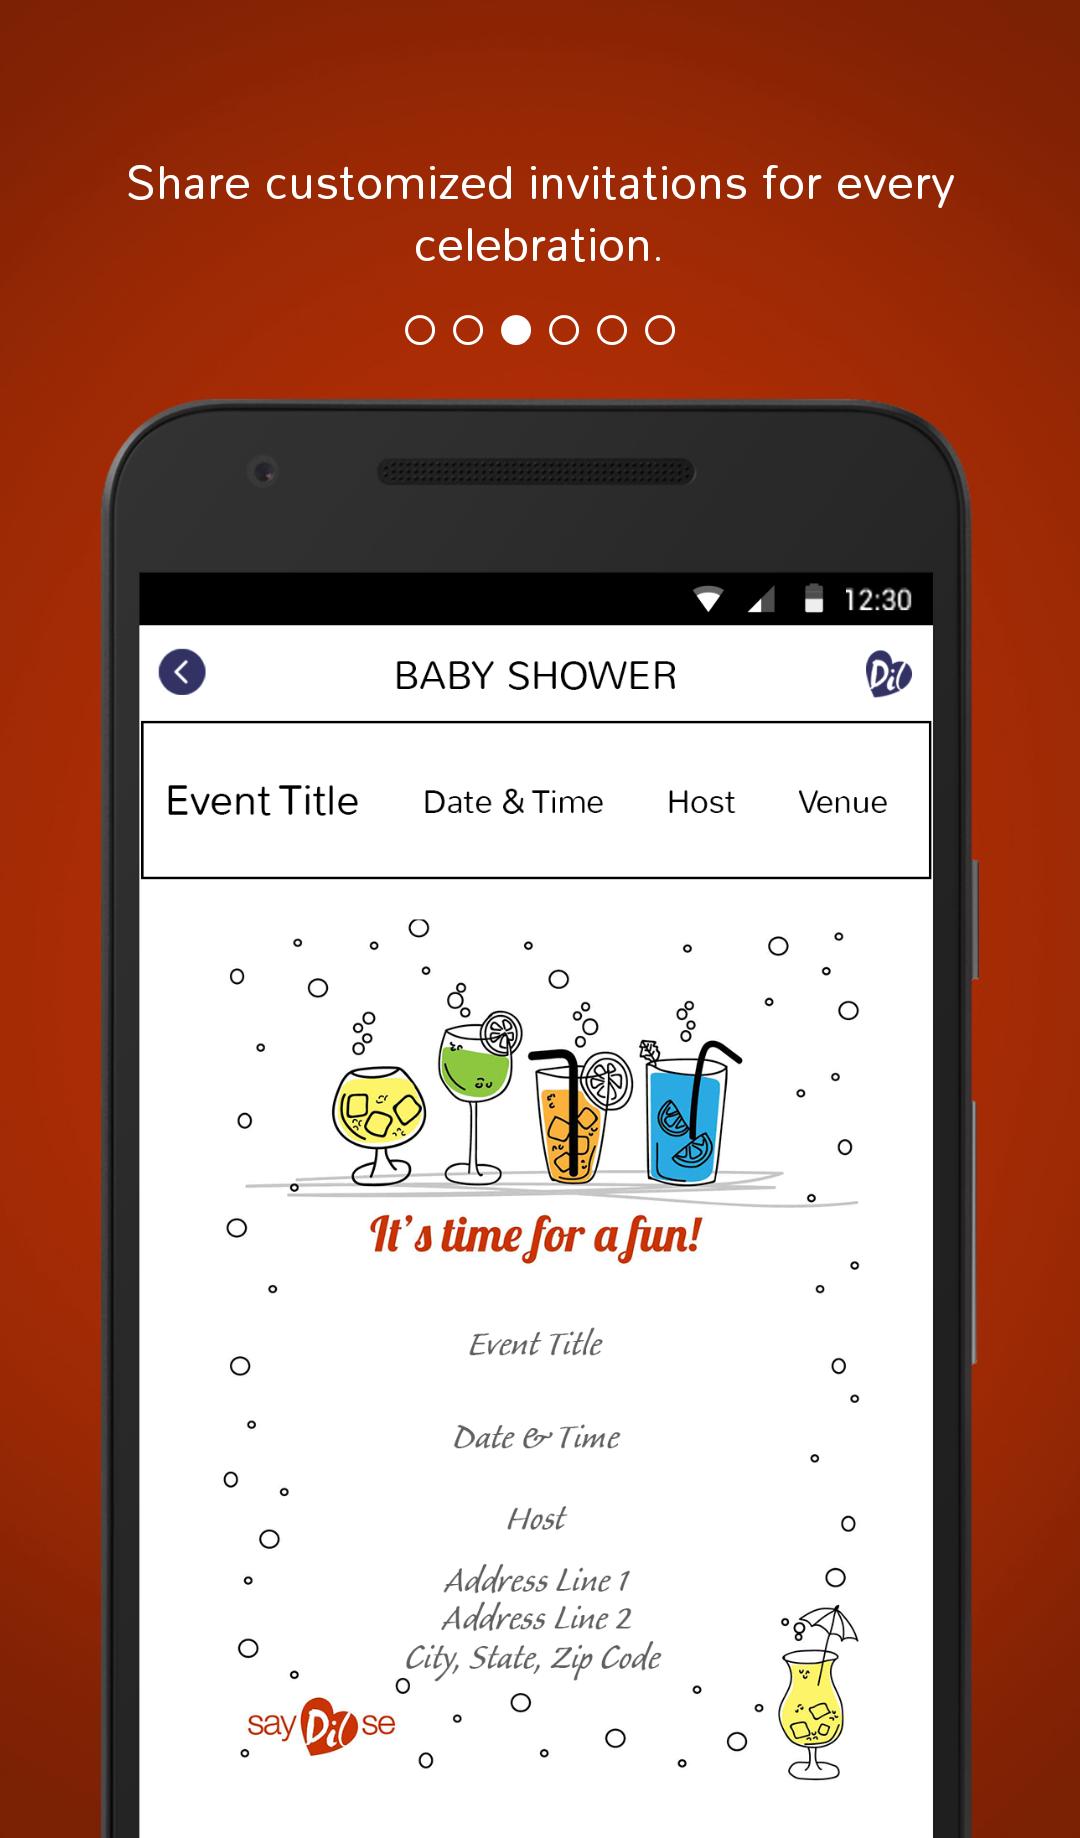 Share customized invitations for every
celebration.
12:30
BABY SHOWER
Dil
Event Title Date & Time Host Venue
It's time for a fun!
Event Title
Date & Time
Host
Address Line 1
Address Line 2
City, State, Zip Code
say Dil se